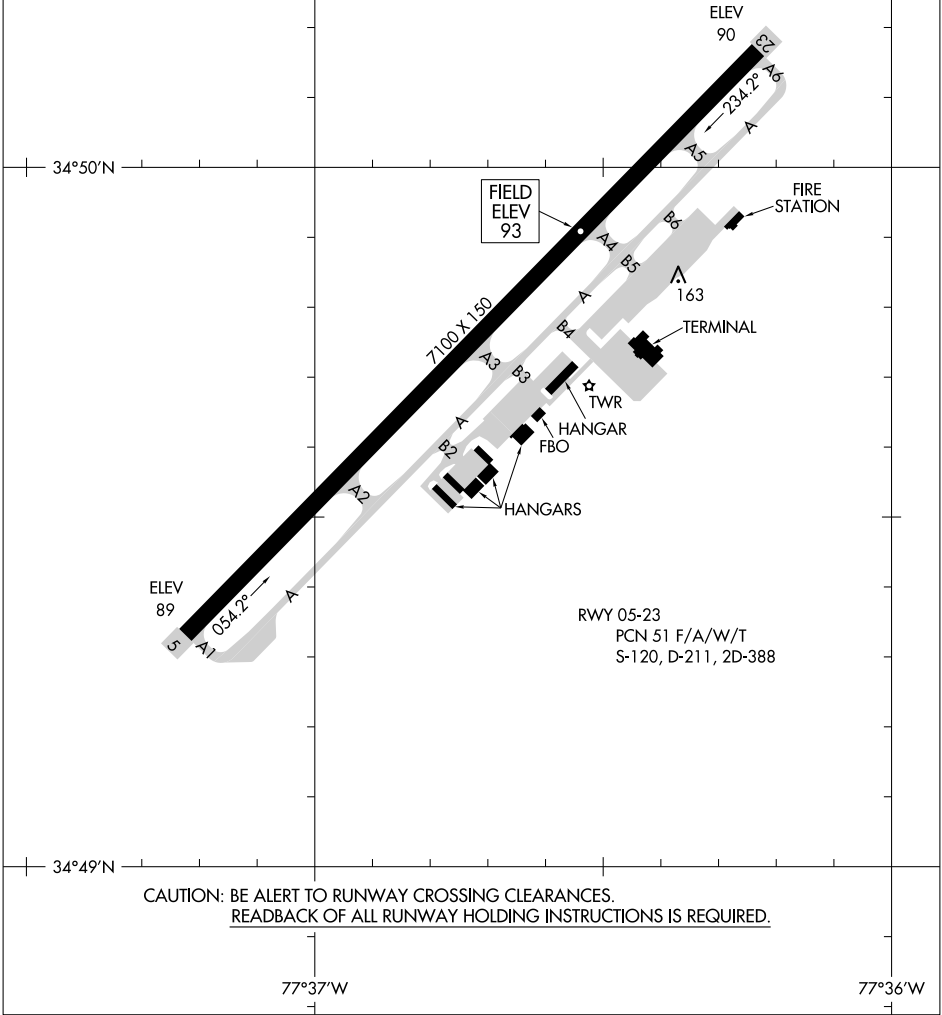 ELEV
90
23
A6
234.2°
A
A5
34°50'N
FIELD
ELEV
93
FIRE
STATION
B6
A4
B5
163
A
7100 X 150
B4
TERMINAL
A3
B3
TWR
HANGAR
FBO
A
B2
HANGARS
A2
ELEV
89
054.2°
A
5
A1
RWY 05-23
PCN 51 F/A/W/T
S-120, D-211, 2D-388
34°49'N
CAUTION: BE ALERT TO RUNWAY CROSSING CLEARANCES.
READBACK OF ALL RUNWAY HOLDING INSTRUCTIONS IS REQUIRED.
77°37'W
77°36'W